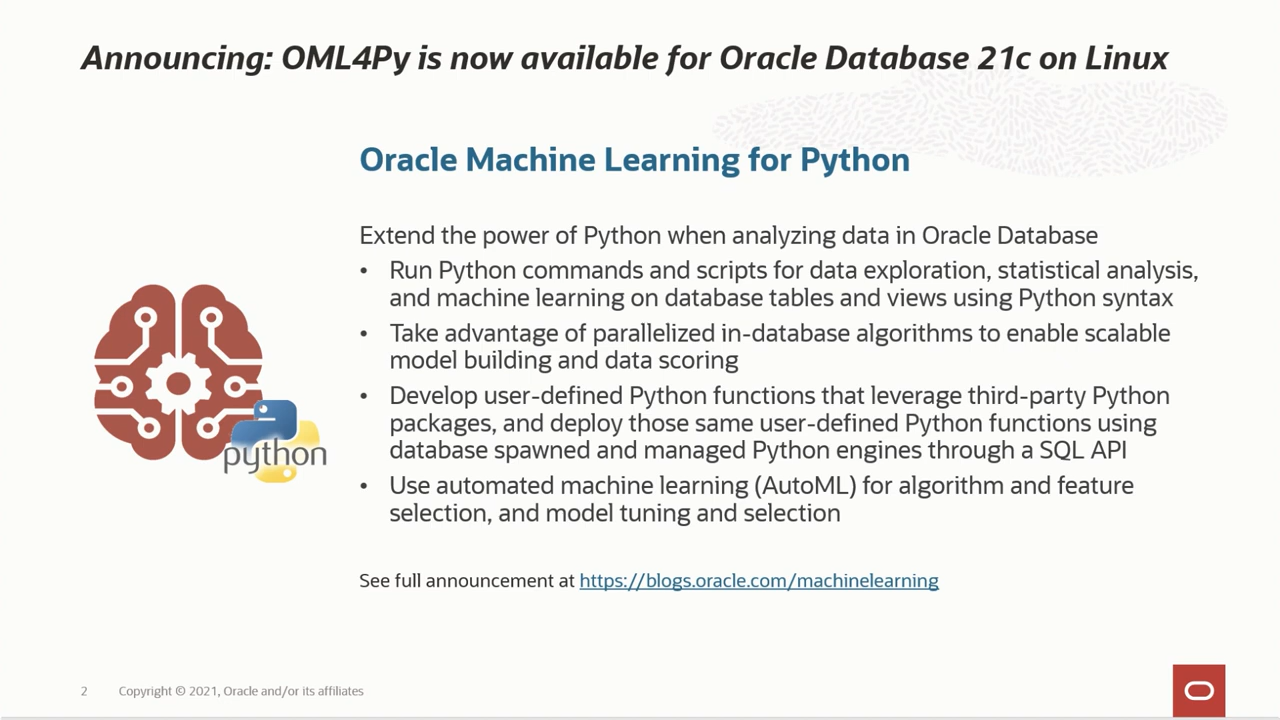 Announcing: OML4Py is now available for Oracle Database 21c on Linux
Oracle Machine Learning for Python
Extend the power of Python when analyzing data in Oracle Database
• Run Python commands and scripts for data exploration, statistical analysis,
and machine learning on database tables and views using Python syntax
• Take advantage of parallelized in-database algorithms to enable scalable
model building and data scoring
• Develop user-defined Python functions that leverage third-party Python
packages, and deploy those same user-defined Python functions using
database spawned and managed Python engines through a SQL API
• Use automated machine learning (AutoML) for algorithm and feature
selection, and model tuning and selection
python
See full announcement at https://blogs.oracle.com/machinelearning
2 Copyright © 2021, Oracle and/or its affiliates